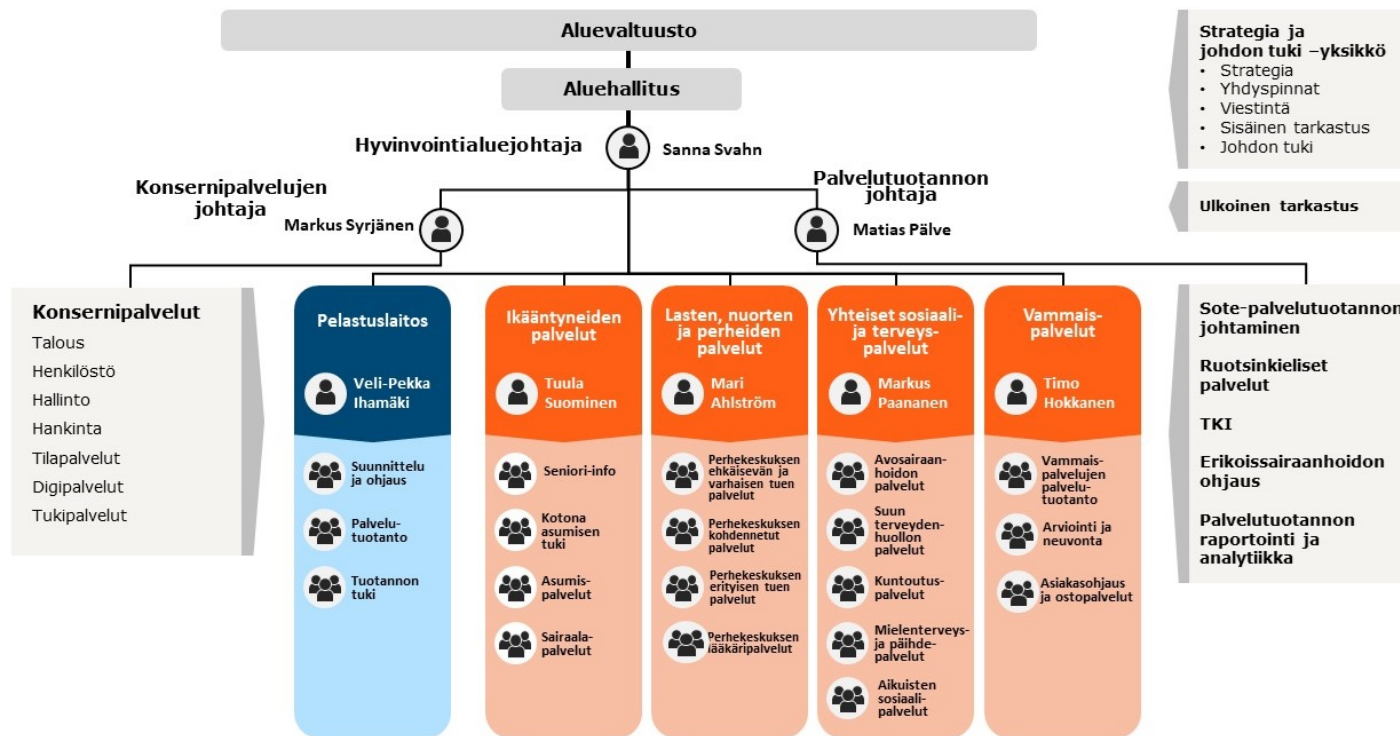 Aluevaltuusto
Aluehallitus
Hyvinvointialuejohtaja
Sanna Svahn
Konsernipalvelujen
johtaja
Markus Syrjänen
Palvelutuotannon
johtaja
Matias Pälve
Strategia ja
johdon tuki –yksikkö
• Strategia
• Yhdyspinnat
• Viestintä
• Sisäinen tarkastus
• Johdon tuki
Ulkoinen tarkastus
Konsernipalvelut
Talous
Henkilöstö
Hallinto
Hankinta
Tilapalvelut
Digipalvelut
Tukipalvelut
Pelastuslaitos
Veli-Pekka
Ihamäki
Suunnittelu
ja ohjaus
Palvelu-
tuotanto
Tuotannon
tuki
Ikääntyneiden
palvelut
Tuula
Suominen
Seniori-info
Kotona
asumisen
tuki
Asumis-
palvelut
Sairaala-
palvelut
Lasten, nuorten
ja perheiden
palvelut
Mari
Ahlström
Perhekeskuksen
ehkäisevän ja
varhaisen tuen
palvelut
Perhekeskuksen
kohdennetut
palvelut
Perhekeskuksen
erityisen tuen
palvelut
Perhekeskuksen
lääkäripalvelut
Yhteiset sosiaali-
ja terveys-
palvelut
Markus
Paananen
Avosairaan-
hoidon
palvelut
Suun
terveyden-
huollon
palvelut
Kuntoutus-
palvelut
Mielenterveys-
ja päihde-
palvelut
Aikuisten
sosiaali-
palvelut
Vammais-
palvelut
Timo
Hokkanen
Vammais-
palvelujen
palvelu-
tuotanto
Arviointi ja
neuvonta
Asiakasohjaus
ja ostopalvelut
Sote-palvelutuotannon
johtaminen
Ruotsinkieliset
palvelut
TKI
Erikoissairaanhoidon
ohjaus
Palvelutuotannon
raportointi ja
analytiikka